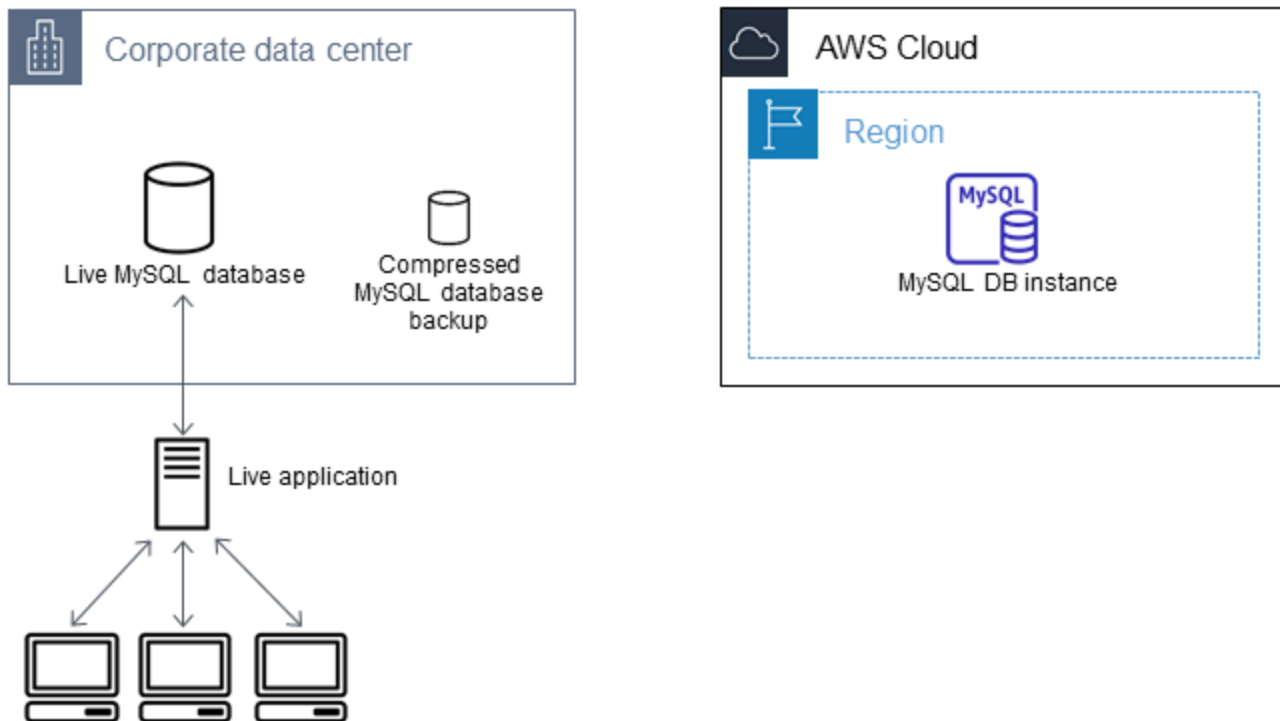 Corporate data center
AWS Cloud
Region
MySQL
Live MySQL database
Compressed
MySQL database
backup
MySQL DB instance
Live application